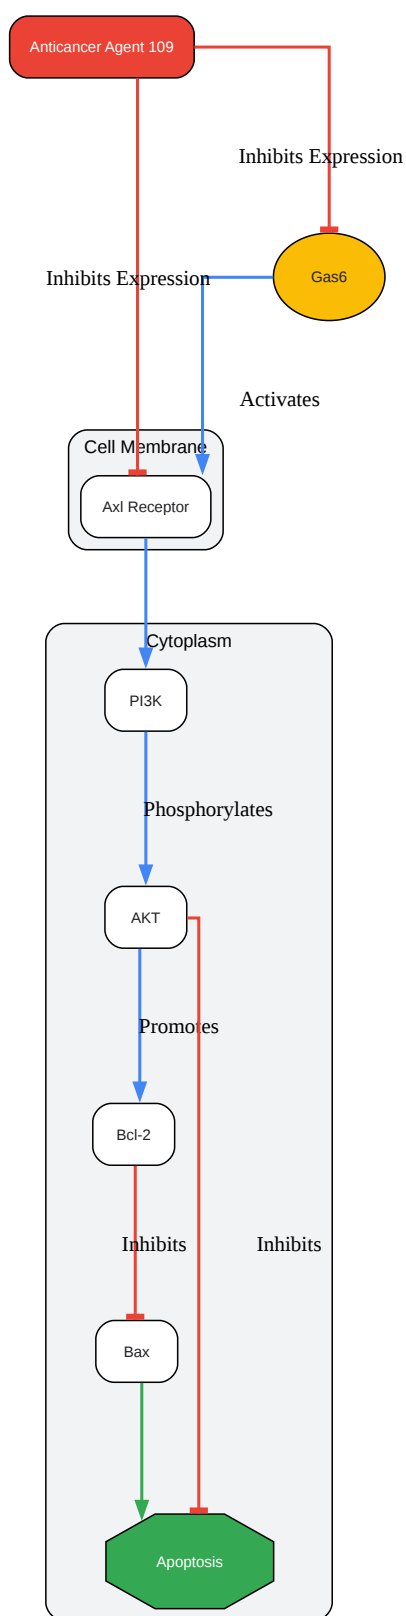 Anticancer Agent 109
Inhibits Expression
Gas6
Inhibits Expression
Activates
Cell Membrane
Axl Receptor
Cytoplasm
PI3K
Phosphorylates
AKT
Promotes
Bcl-2
Inhibits
Inhibits
Bax
Apoptosis